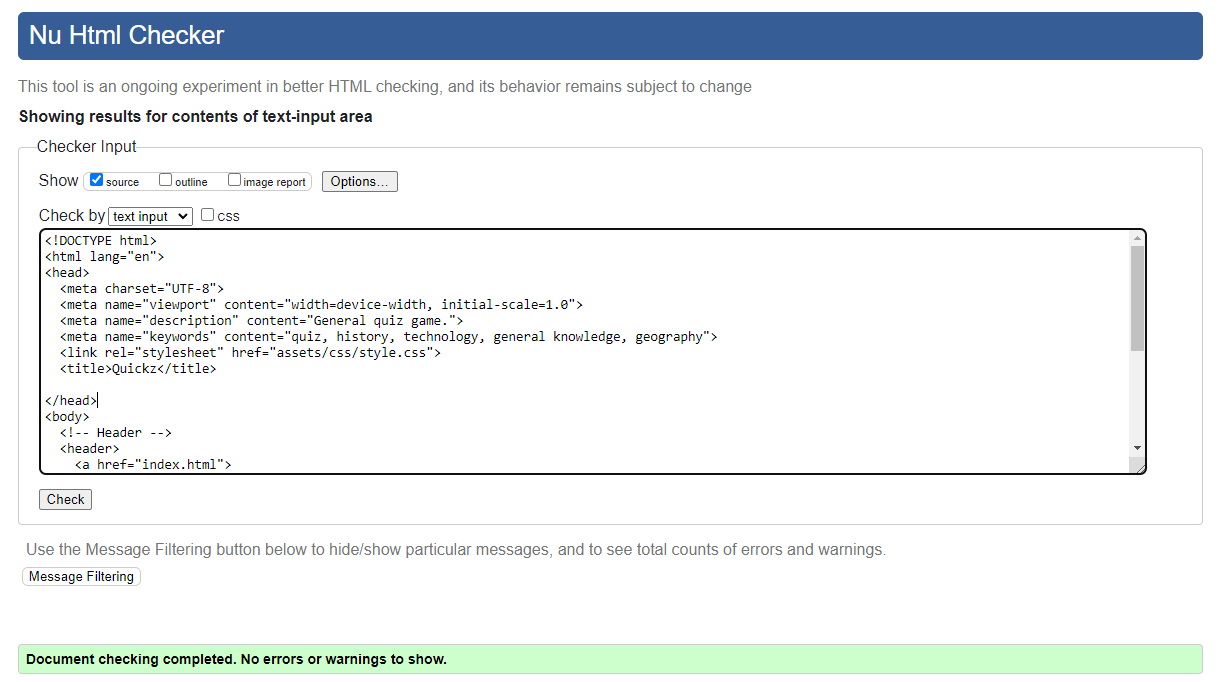 Nu Html Checker
This tool is an ongoing experiment in better HTML checking, and its behavior remains subject to change
Showing results for contents of text-input area
Checker Input
Show source outline image report Options...
Check by text input css
<!DOCTYPE html>
<html lang="en">
<head>
  <meta charset="UTF-8">
  <meta name="viewport" content="width=device-width, initial-scale=1.0">
  <meta name="description" content="General quiz game.">
  <meta name="keywords" content="quiz, history, technology, general knowledge, geography">
  <link rel="stylesheet" href="assets/css/style.css">
  <title>Quickz</title>
</head>
<body>
  <!-- Header -->
  <header>
    <a href="index.html">
Check
Use the Message Filtering button below to hide/show particular messages, and to see total counts of errors and warnings.
Message Filtering
Document checking completed. No errors or warnings to show.